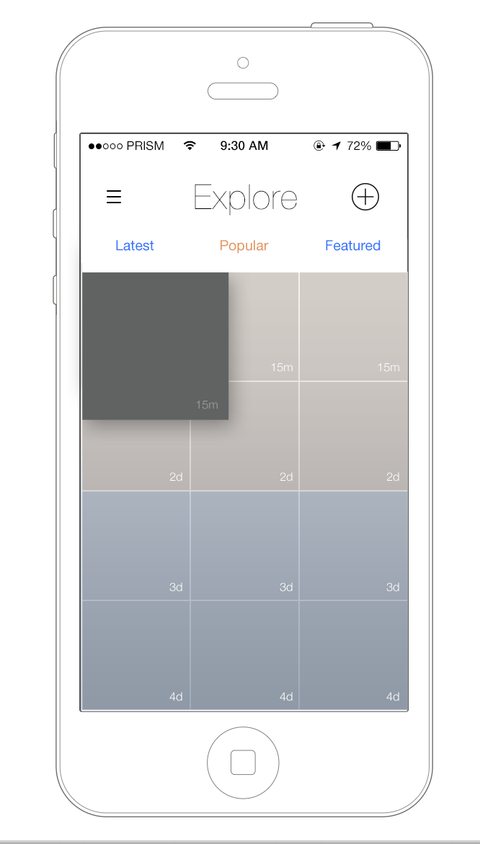 PRISM 9:30 AM 72%
Explore
Latest Popular Featured
15m 15m
15m
2d 2d 2d
3d 3d 3d
4d 4d 4d